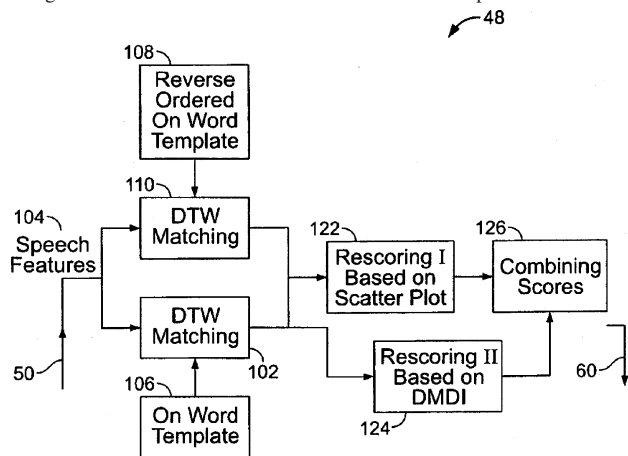 48
108
Reverse
Ordered
On Word
Template
110
DTW
Matching
104
Speech
Features
122
Rescoring I
Based on
Scatter Plot
126
Combining
Scores
DTW
Matching
102
50
106
On Word
Template
Rescoring II
Based on
DMDI
124
60